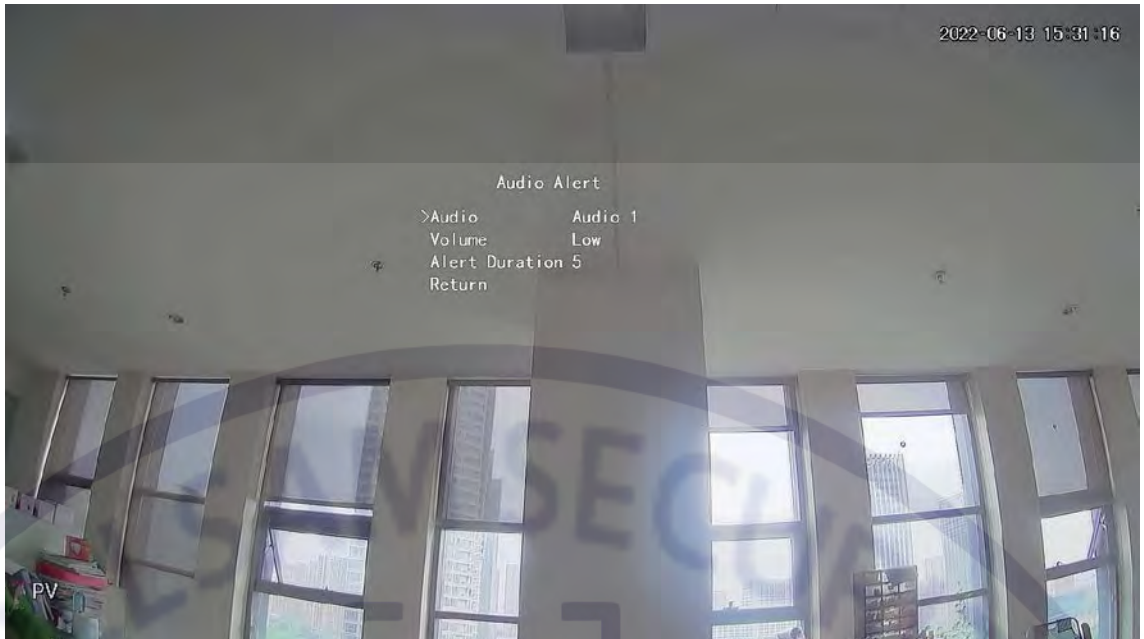 2022-06-13 15:31:16
Audio Alert
>Audio Audio 1
Volume Low
Alert Duration 5
Return
PV